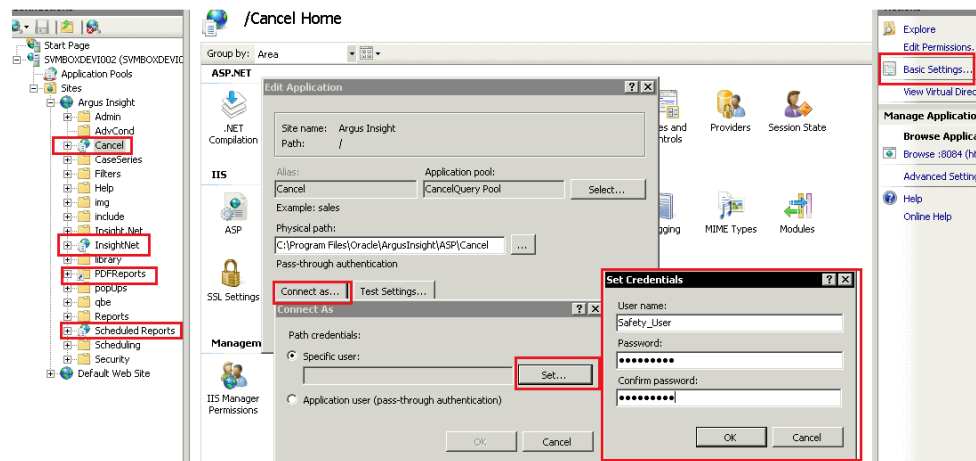 Start Page
SVMBOXDEVI002 (SVMBOXDEVIC
Application Pools
Sites
Argus Insight
Admin
AdvCond
Cancel
CaseSeries
Filters
Help
img
include
Insight.Net
InsightNet
library
PDFReports
popUps
qbe
Reports
Scheduled Reports
Scheduling
Security
Default Web Site
/Cancel Home
Group by: Area
ASP.NET
.NET
Compilation
Providers
Session State
IIS
ASP
MIME Types
Modules
SSL Settings
Managem
IIS Manager
Permissions
Edit Application
Site name: Argus Insight
Path: /
Alias:
Application pool:
Cancel
CancelQuery Pool
Select...
Example: sales
Physical path:
C:\Program Files\Oracle\ArgusInsight\ASP\Cancel
...
Pass-through authentication
Connect as...
Test Settings...
Connect As
Path credentials:
Specific user:
Set...
Application user (pass-through authentication)
OK
Cancel
Set Credentials
User name:
Safety_User
Password:
Confirm password:
OK
Cancel
Explore
Edit Permissions.
Basic Settings...
View Virtual Direc
Manage Applicatio
Browse Applica
Browse :8084 (ht
Advanced Setting
Help
Online Help